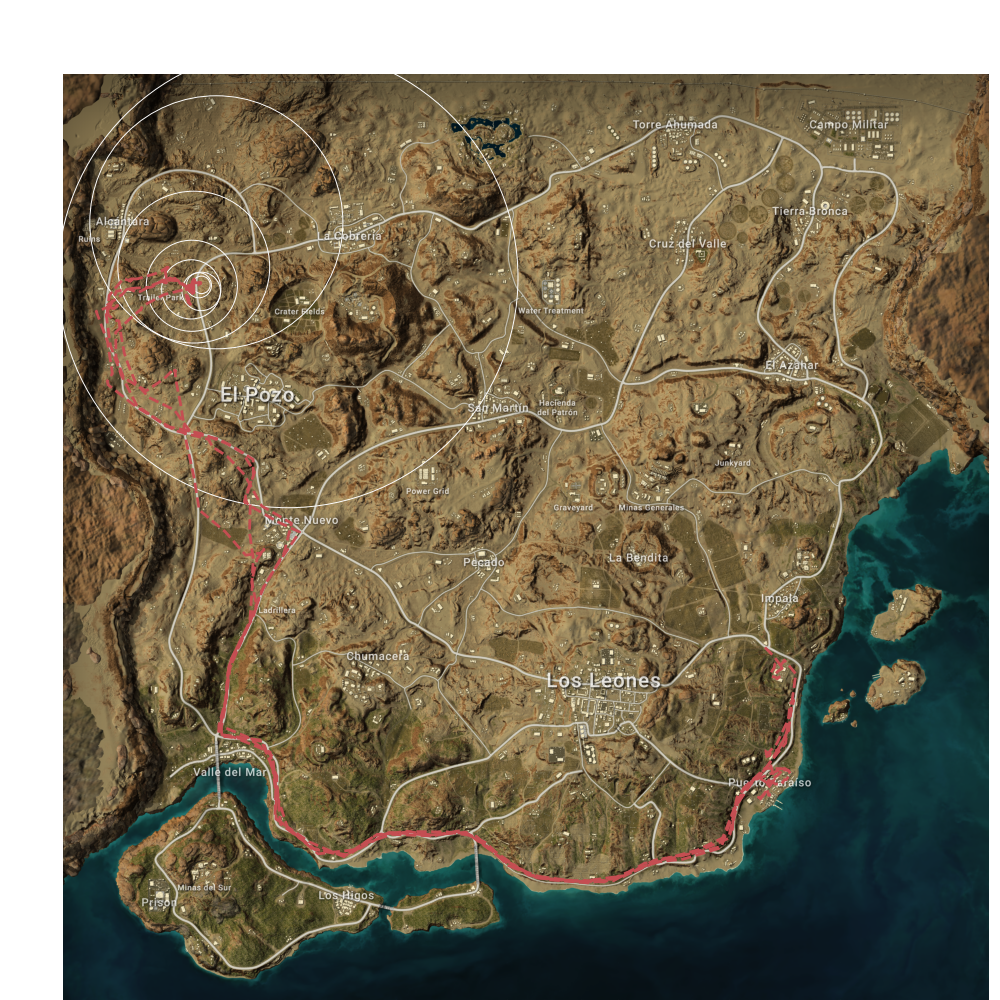 Torre Ahumada
Campo Militar
Alcantara
Ruins
La Cobreria
Tierra Bronca
Cruz del Valle
Trailer Park
Crater Fields
Water Treatment
El Pozo
San Martin
Hacienda
del Patrón
El Azahar
Junkyard
Power Grid
Graveyard
Minas Generales
Monte Nuevo
Pecado
La Bendita
Ladrillera
Impala
Chumacera
Los Leones
Valle del Mar
Puerto Paraiso
Minas del Sur
Prison
Los Higos